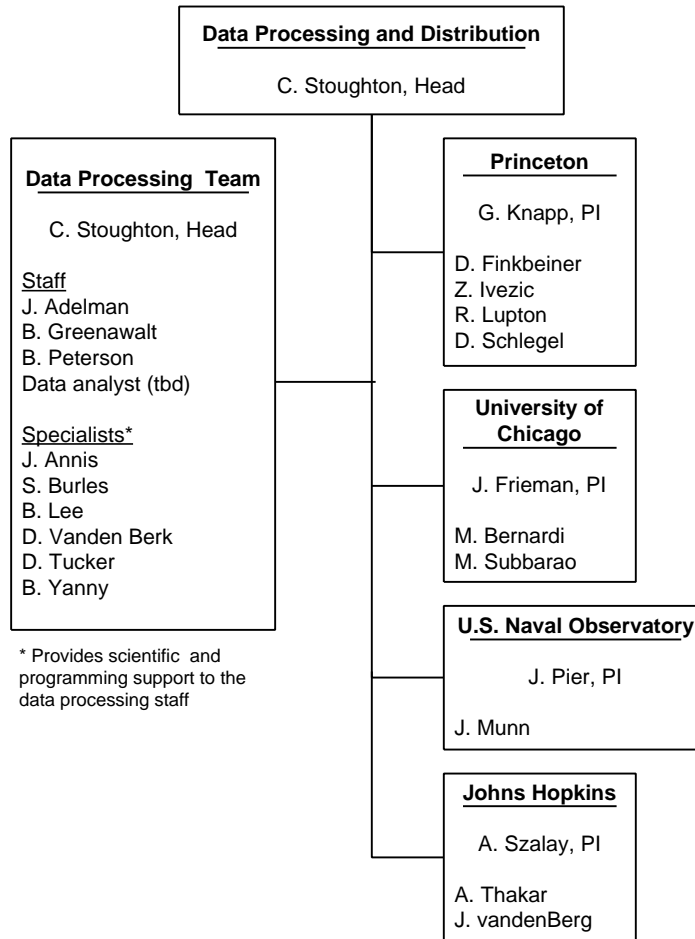 Data Processing and Distribution
C. Stoughton, Head
Data Processing Team
C. Stoughton, Head
Staff
J. Adelman
B. Greenawalt
B. Peterson
Data analyst (tbd)
Specialists*
J. Annis
S. Burles
B. Lee
D. Vanden Berk
D. Tucker
B. Yanny
* Provides scientific and
programming support to the
data processing staff
Princeton
G. Knapp, PI
D. Finkbeiner
Z. Ivezic
R. Lupton
D. Schlegel
University of
Chicago
J. Frieman, PI
M. Bernardi
M. Subbarao
U.S. Naval Observatory
J. Pier, PI
J. Munn
Johns Hopkins
A. Szalay, PI
A. Thakar
J. vandenBerg